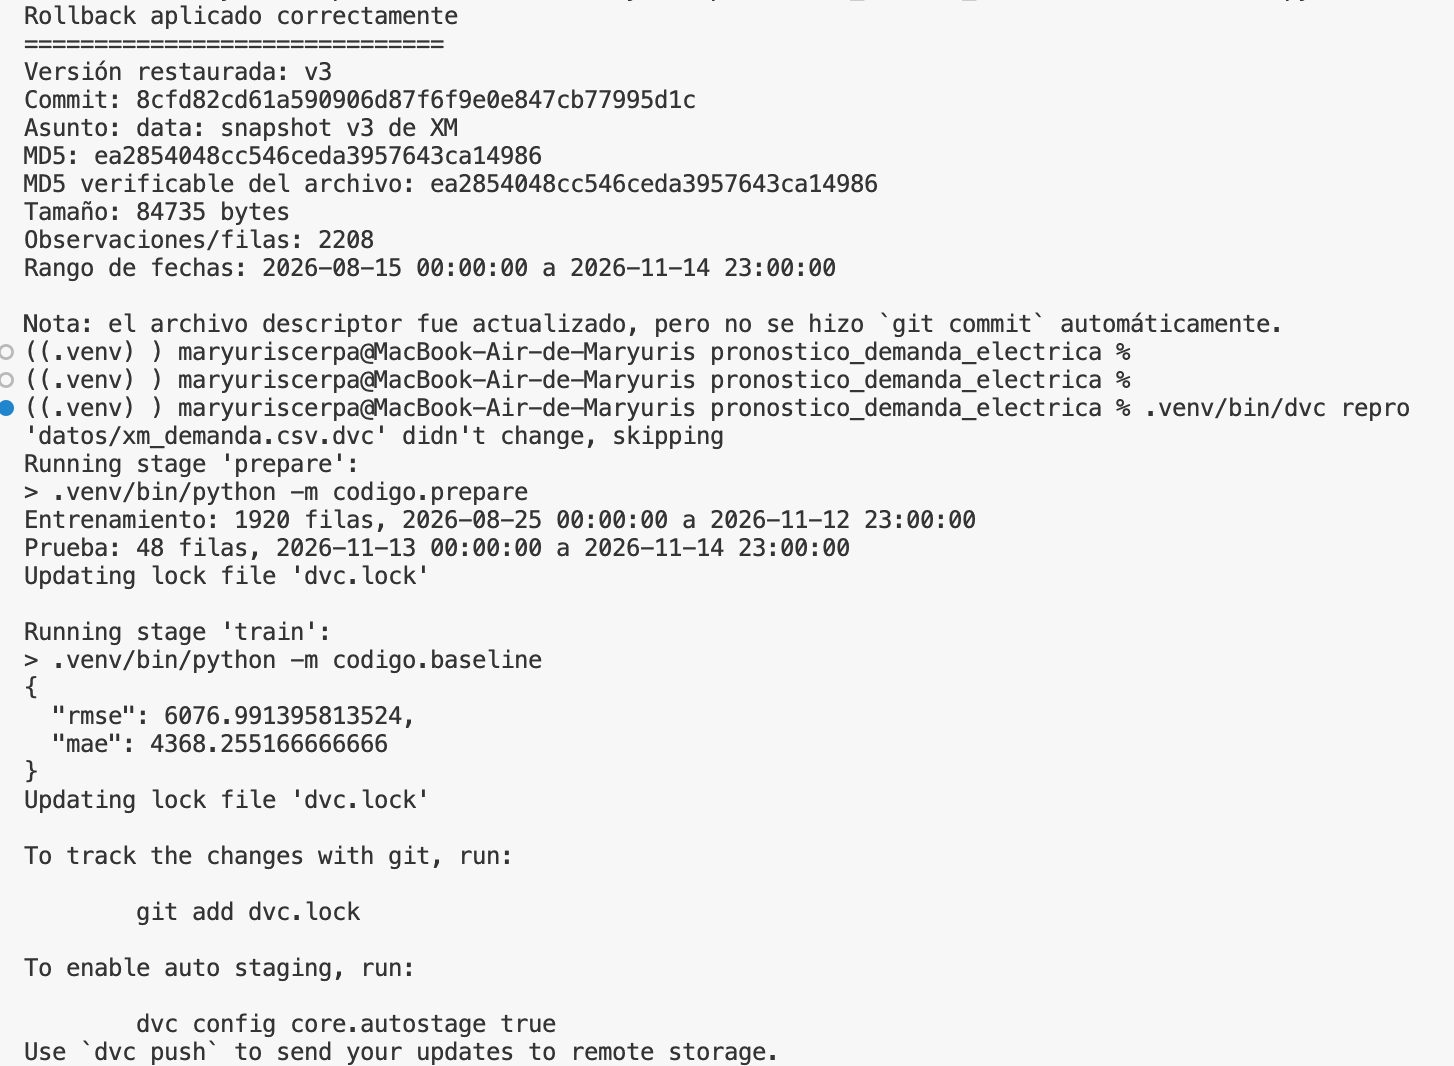 Rollback aplicado correctamente
==============================
Versión restaurada: v3
Commit: 8cfd82cd61a590906d87f6f9e0e847cb77995d1c
Asunto: data: snapshot v3 de XM
MD5: ea2854048cc546ceda3957643ca14986
MD5 verificable del archivo: ea2854048cc546ceda3957643ca14986
Tamaño: 84735 bytes
Observaciones/filas: 2208
Rango de fechas: 2026-08-15 00:00:00 a 2026-11-14 23:00:00

Nota: el archivo descriptor fue actualizado, pero no se hizo `git commit` automáticamente.
((.venv) ) maryuriscerpa@MacBook-Air-de-Maryuris pronostico_demanda_electrica %
((.venv) ) maryuriscerpa@MacBook-Air-de-Maryuris pronostico_demanda_electrica %
((.venv) ) maryuriscerpa@MacBook-Air-de-Maryuris pronostico_demanda_electrica % .venv/bin/dvc repro
'datos/xm_demanda.csv.dvc' didn't change, skipping
Running stage 'prepare':
> .venv/bin/python -m codigo.prepare
Entrenamiento: 1920 filas, 2026-08-25 00:00:00 a 2026-11-12 23:00:00
Prueba: 48 filas, 2026-11-13 00:00:00 a 2026-11-14 23:00:00
Updating lock file 'dvc.lock'

Running stage 'train':
> .venv/bin/python -m codigo.baseline
{
  "rmse": 6076.991395813524,
  "mae": 4368.255166666666
}
Updating lock file 'dvc.lock'

To track the changes with git, run:

        git add dvc.lock

To enable auto staging, run:

        dvc config core.autostage true
Use `dvc push` to send your updates to remote storage.